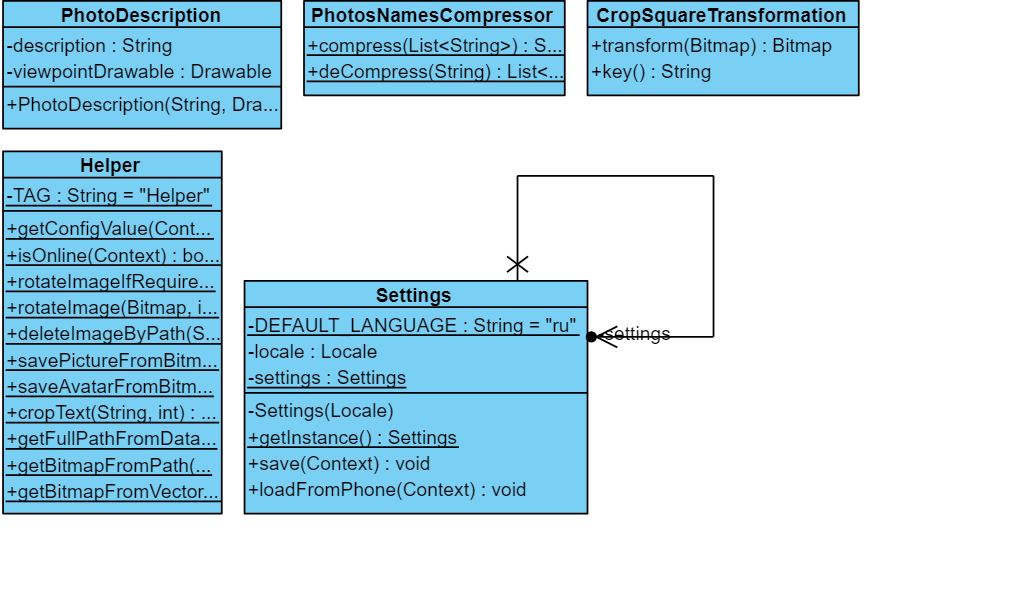 PhotoDescription
-description : String
-viewpointDrawable : Drawable
+PhotoDescription(String, Dra...
PhotosNamesCompressor
+compress(List<String>) : S...
+deCompress(String) : List<...
CropSquareTransformation
+transform(Bitmap) : Bitmap
+key() : String
Helper
-TAG : String = "Helper"
+getConfigValue(Cont...
+isOnline(Context) : bo...
+rotateImageIfRequire...
+rotateImage(Bitmap, i...
+deleteImageByPath(S...
+savePictureFromBitm...
+saveAvatarFromBitm...
+cropText(String, int) : ...
+getFullPathFromData...
+getBitmapFromPath(...
+getBitmapFromVector...
Settings
-DEFAULT_LANGUAGE : String = "ru"
-locale : Locale
-settings : Settings
-Settings(Locale)
+getInstance() : Settings
+save(Context) : void
+loadFromPhone(Context) : void
-settings